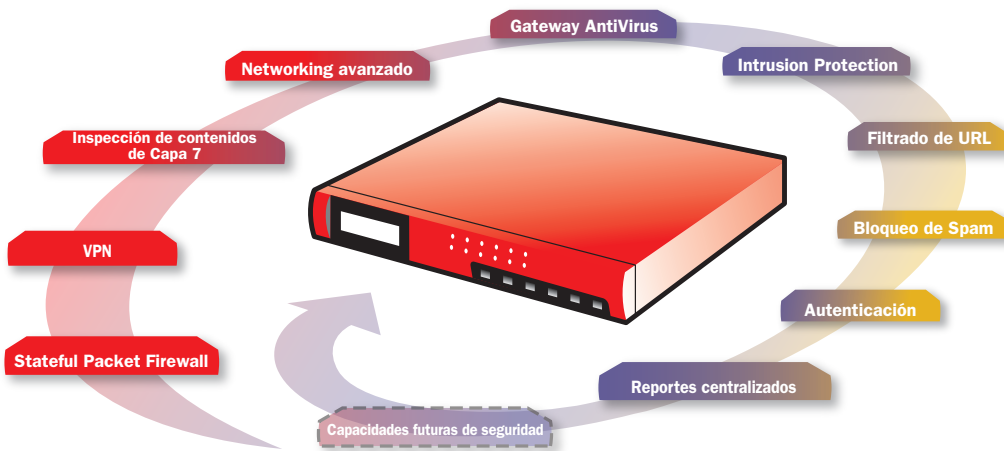 Gateway AntiVirus
Networking avanzado
Intrusion Protection
Inspección de contenidos
de Capa 7
Filtrado de URL
VPN
Bloqueo de Spam
Autenticación
Stateful Packet Firewall
Reportes centralizados
Capacidades futuras de seguridad